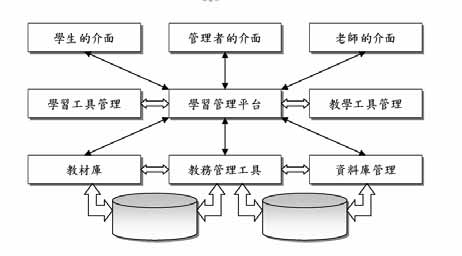 學生的介面
管理者的介面
老師的介面
學習工具管理
學習管理平台
教學工具管理
教材庫
教務管理工具
資料庫管理